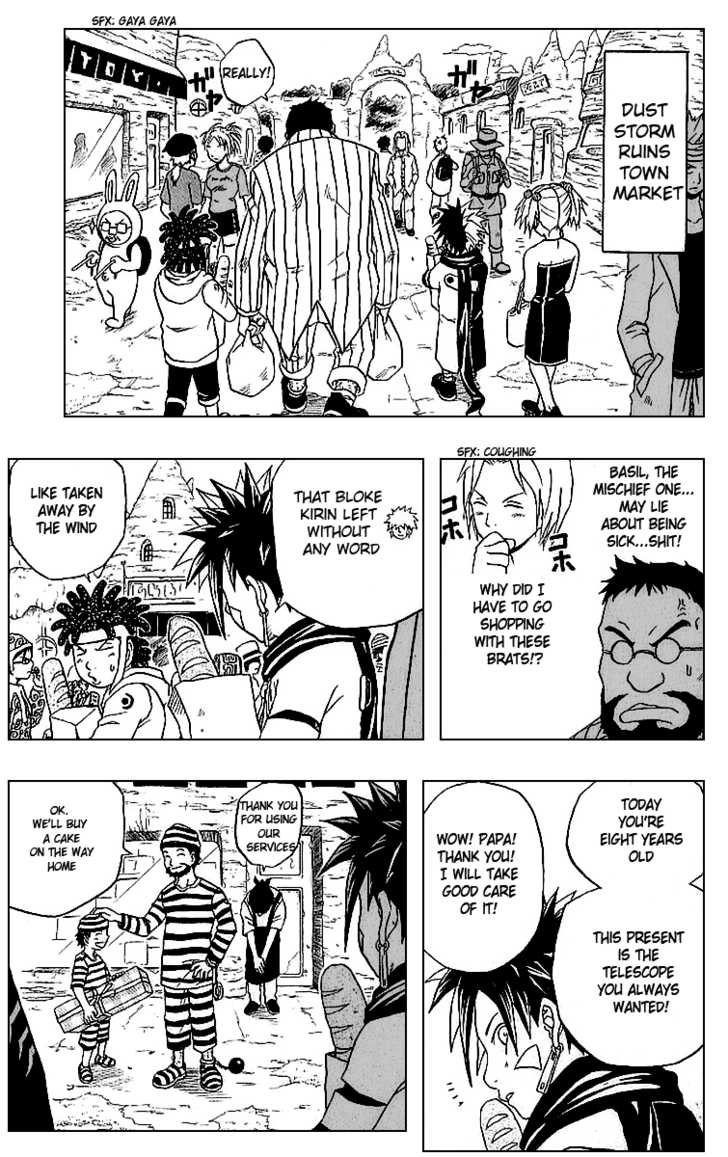 SFX: GAYA GAYA
TOYO
REALLY!
ガヤ
ガヤ
DUST
STORM
RUINS
TOWN
MARKET
SFX: COUGHING
BASIL, THE
MISCHIEF ONE...
MAY LIE
ABOUT BEING
SICK...SHIT!
コホ
コホ
WHY DID I
HAVE TO GO
SHOPPING
WITH THESE
BRATS!?
THAT BLOKE
KIRIN LEFT
WITHOUT
ANY WORD
LIKE TAKEN
AWAY BY
THE WIND
TODAY
YOU'RE
EIGHT YEARS
OLD
THIS PRESENT
IS THE
TELESCOPE
YOU ALWAYS
WANTED!
WOW! PAPA!
THANK YOU!
I WILL TAKE
GOOD CARE
OF IT!
THANK YOU
FOR USING
OUR
SERVICES
OK.
WE'LL BUY
A CAKE
ON THE WAY
HOME